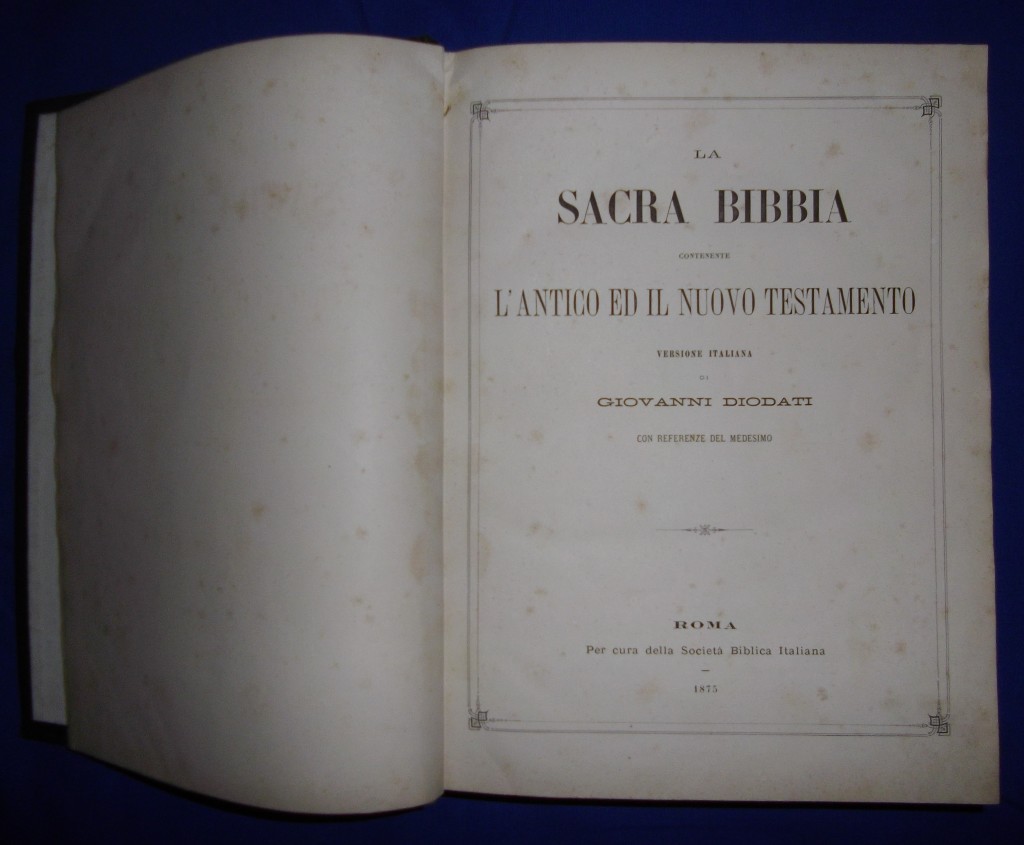 LA
SACRA BIBBIA
CONTENENTE
L'ANTICO ED IL NUOVO TESTAMENTO
VERSIONE ITALIANA
DI
GIOVANNI DIODATI
CON REFERENZE DEL MEDESIMO
ROMA
Per cura della Società Biblica Italiana
1875